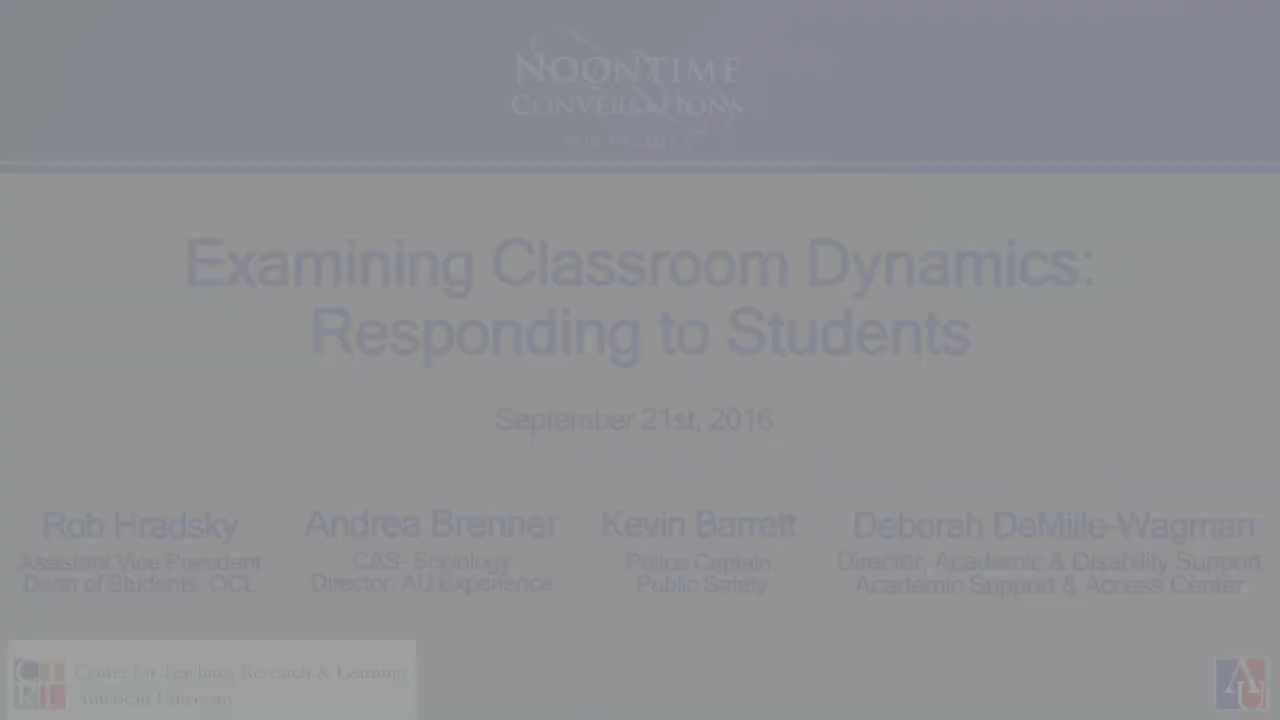 NOONTIME
CONVERSATIONS
Examining Classroom Dynamics:
Responding to Students
September 21st, 2016
Rob Hradsky
Assistant Vice President
Dean of Students, OCL
Andrea Brenner
CAS- Sociology
Director, AU Experience
Kevin Barrett
Police Captain,
Public Safety
Deborah DeMille-Wagman
Director, Academic & Disability Support
Academic Support & Access Center
CTRL
Center for Teaching, Research & Learning
American University
AU